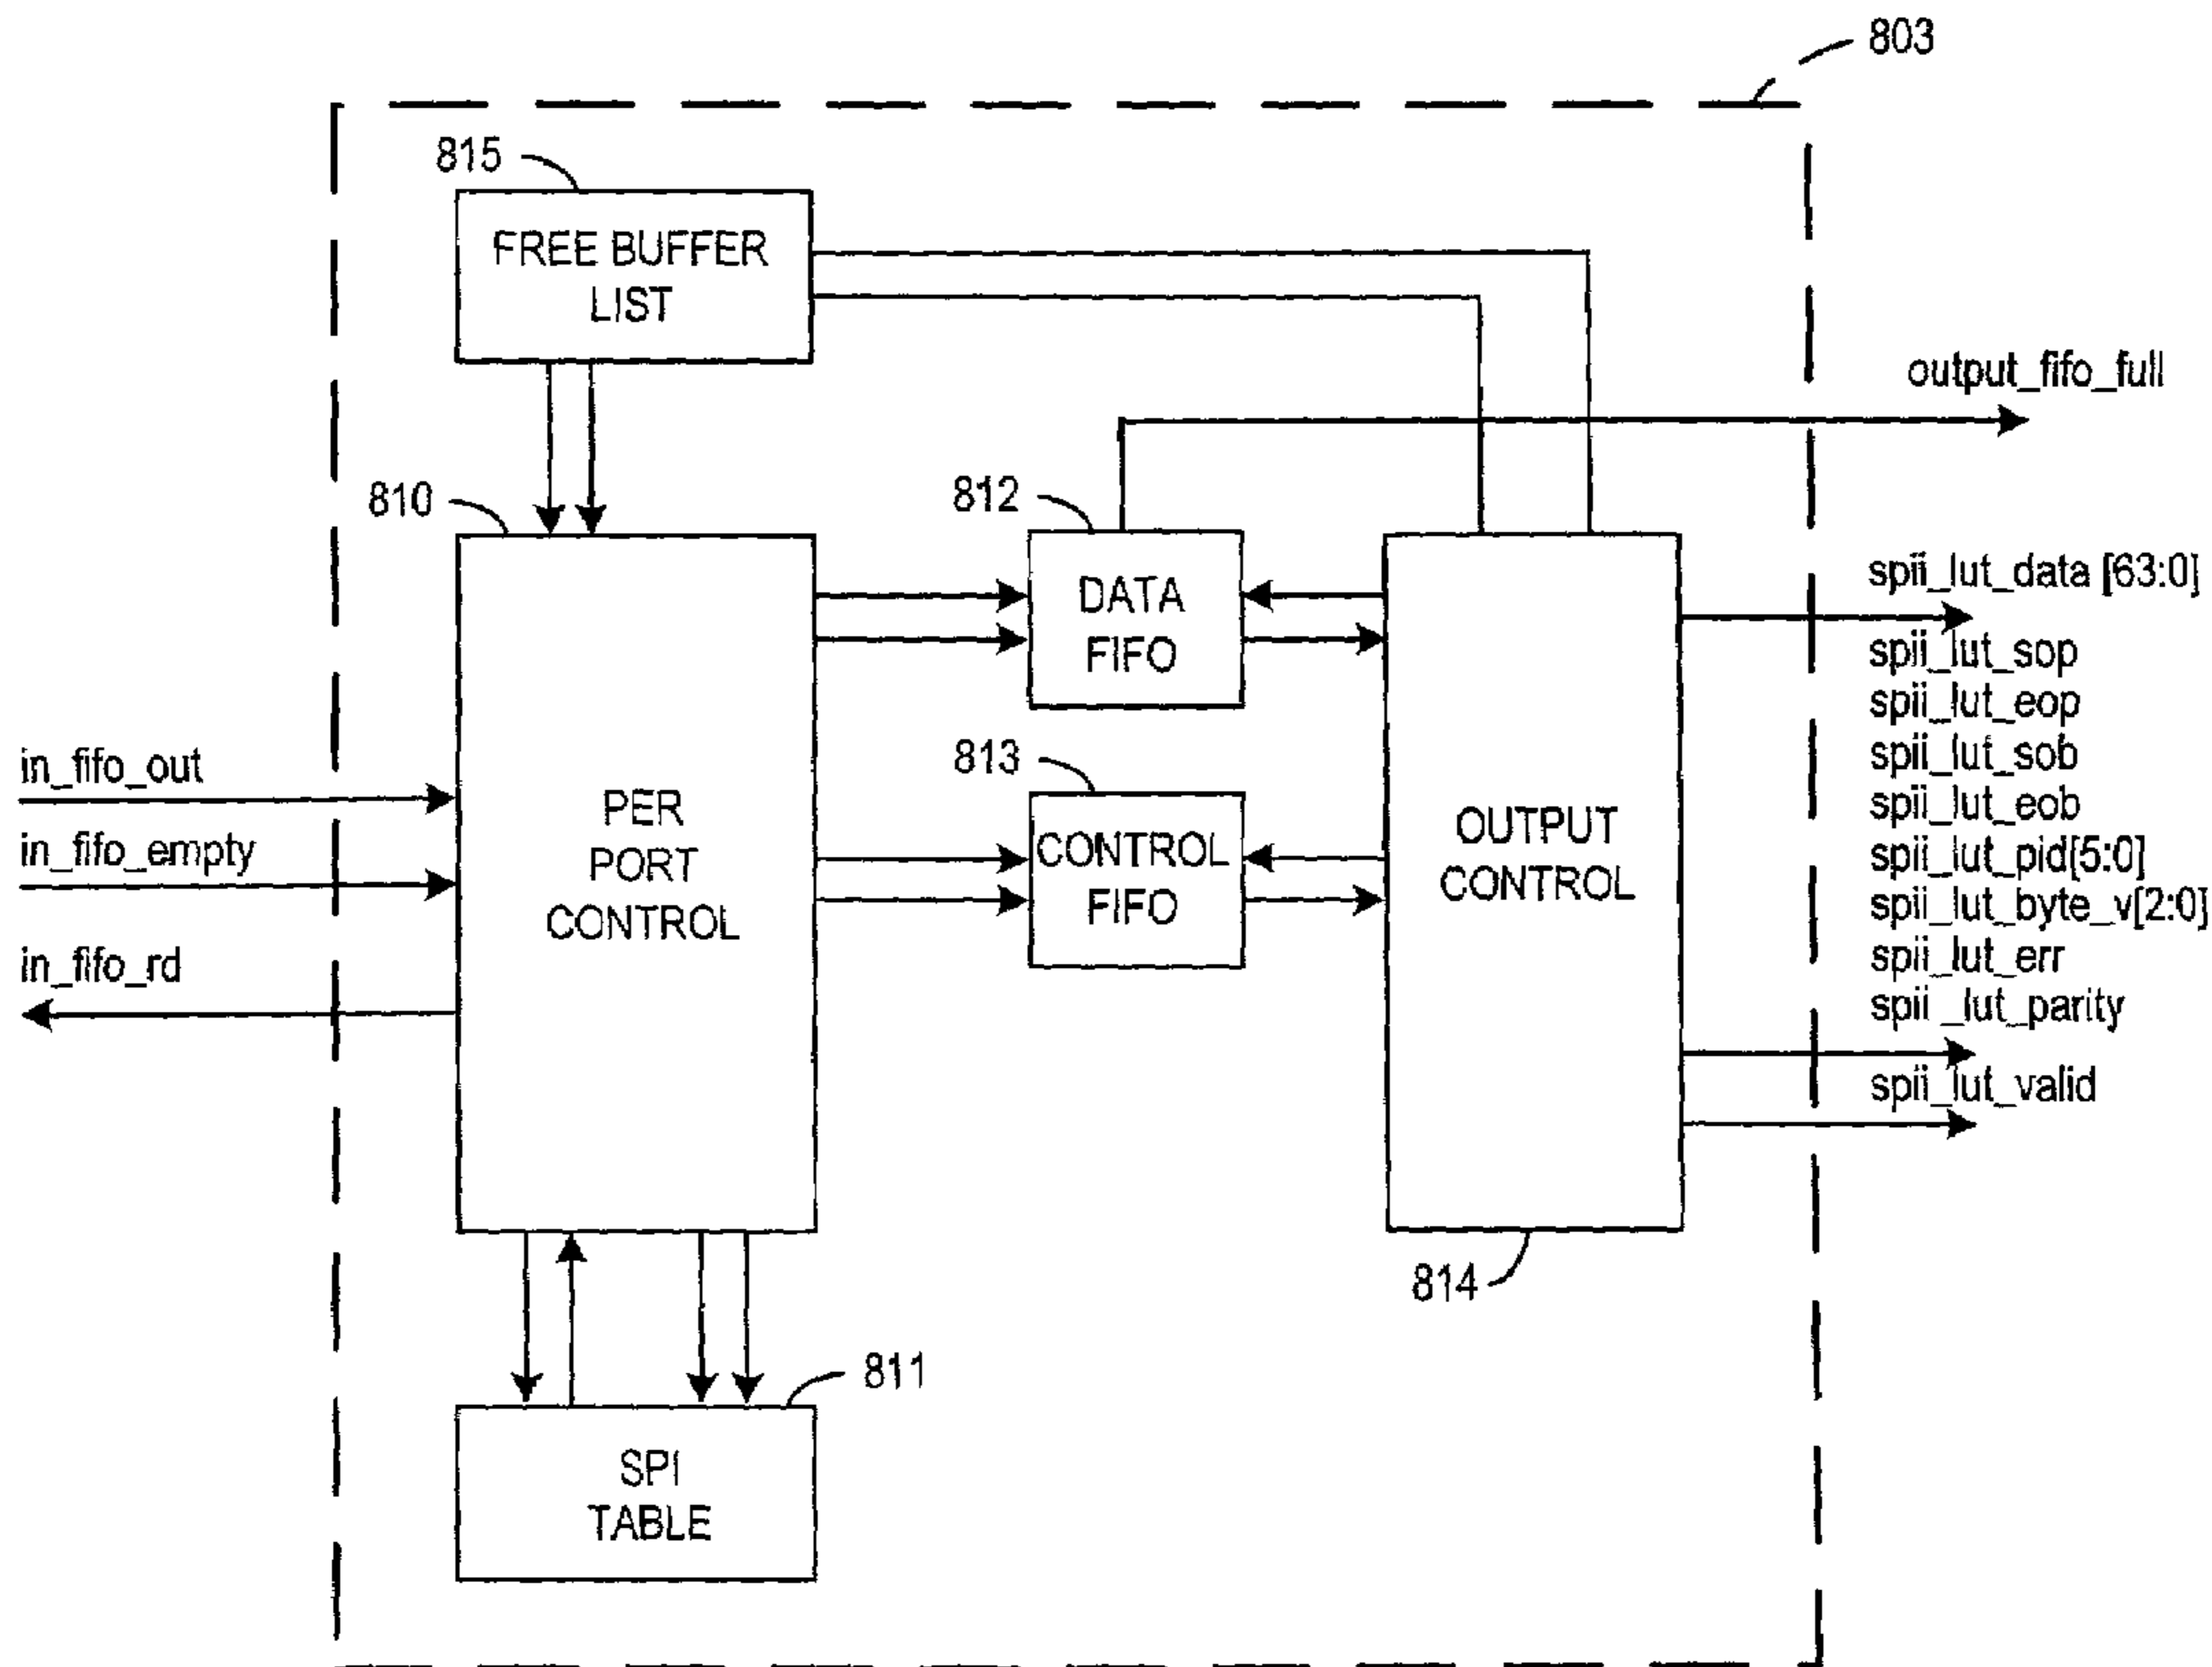 803
815
FREE BUFFER
LIST
output_fifo_full
810
812
DATA
FIFO
spii_lut_data [63:0]
spii_lut_sop
spii_lut_eop
spii_lut_sob
spii_lut_eob
spii_lut_pid[5:0]
spii_lut_byte_v[2:0]
spii_lut_err
spii _lut_parity
spii_lut_valid
in_fifo_out
in_fifo_empty
in_fifo_rd
PER
PORT
CONTROL
813
CONTROL
FIFO
OUTPUT
CONTROL
814
811
SPI
TABLE